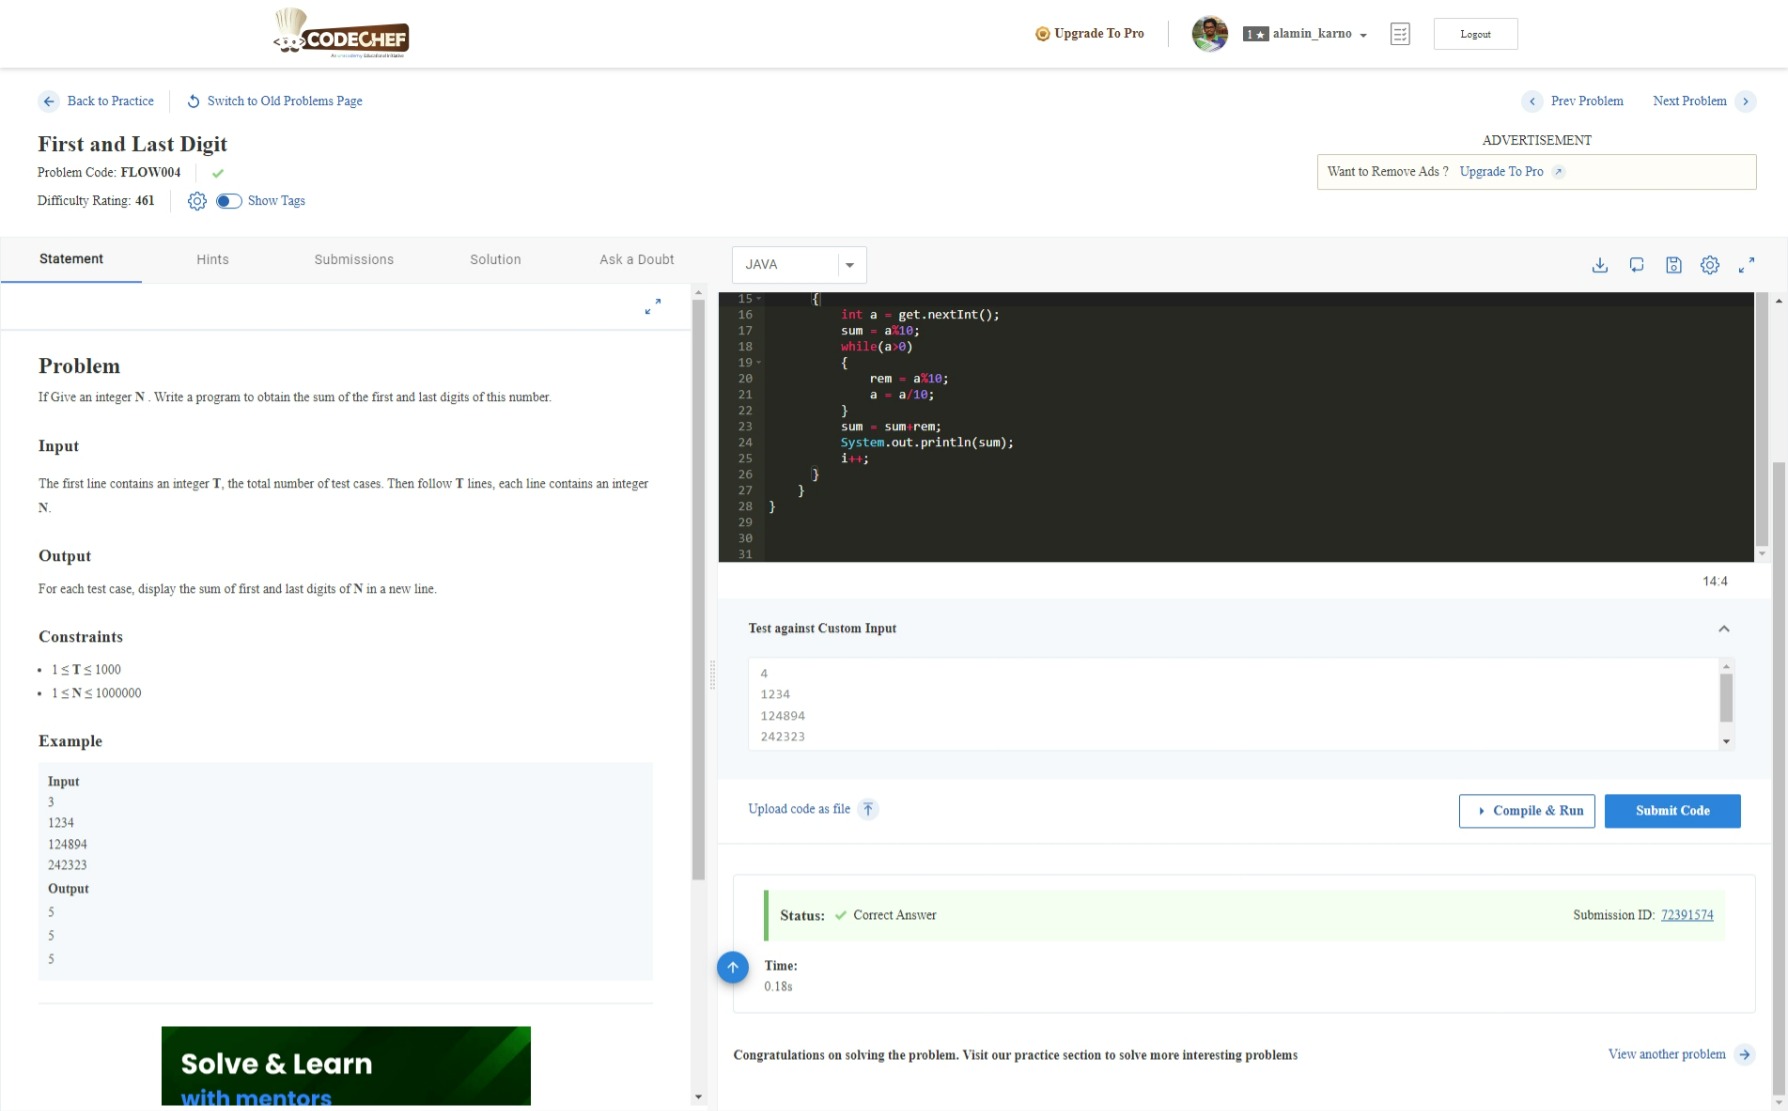 CODECHEF
An unacademy Educational Initiative
Upgrade To Pro
1★ alamin_karno
Logout
Back to Practice
Switch to Old Problems Page
Prev Problem
Next Problem
First and Last Digit
ADVERTISEMENT
Problem Code: FLOW004
Want to Remove Ads ? Upgrade To Pro
Difficulty Rating: 461
Show Tags
Statement
Hints
Submissions
Solution
Ask a Doubt
Problem
If Give an integer N . Write a program to obtain the sum of the first and last digits of this number.
Input
The first line contains an integer T, the total number of test cases. Then follow T lines, each line contains an integer
N.
Output
For each test case, display the sum of first and last digits of N in a new line.
Constraints
• 1 ≤ T ≤ 1000
• 1 ≤ N ≤ 1000000
Example
Input
3
1234
124894
242323
Output
5
5
5
Solve & Learn
with mentors
JAVA
15 {
16 int a = get.nextInt();
17 sum = a%10;
18 while(a>0)
19 {
20 rem = a%10;
21 a = a/10;
22 }
23 sum = sum+rem;
24 System.out.println(sum);
25 i++;
26 }
27 }
28 }
29
30
31
14:4
Test against Custom Input
4
1234
124894
242323
Upload code as file
Compile & Run
Submit Code
Status: Correct Answer
Submission ID: 72391574
Time:
0.18s
Congratulations on solving the problem. Visit our practice section to solve more interesting problems
View another problem